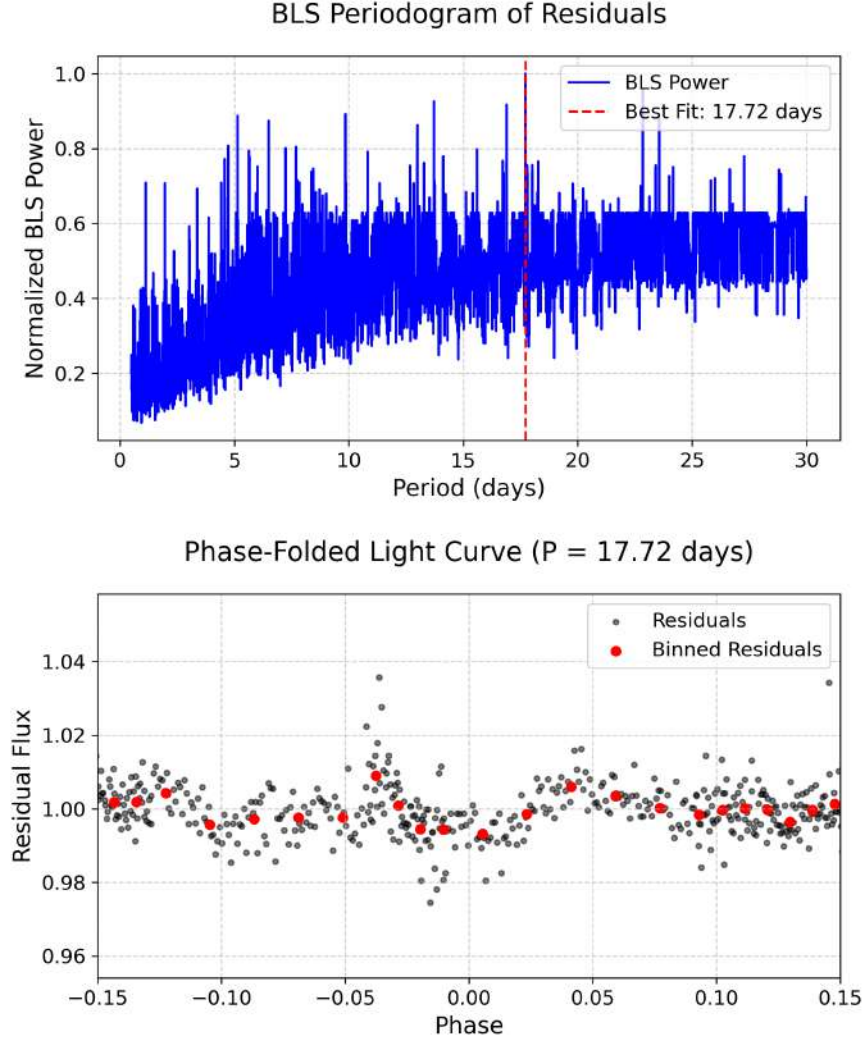 BLS Periodogram of Residuals
1.0
0.8
0.6
0.4
0.2
Normalized BLS Power
BLS Power
Best Fit: 17.72 days
0 5 10 15 20 25 30
Period (days)
Phase-Folded Light Curve (P = 17.72 days)
1.04
1.02
1.00
0.98
0.96
Residual Flux
Residuals
Binned Residuals
−0.15 −0.10 −0.05 0.00 0.05 0.10 0.15
Phase